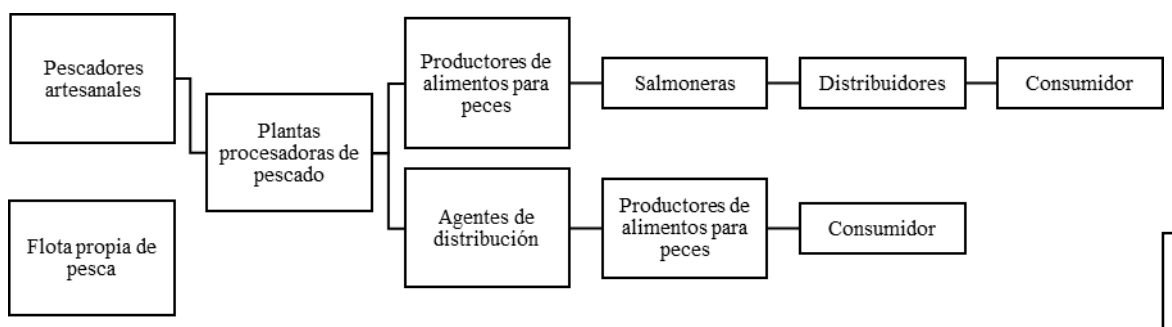 Pescadores
artesanales
Flota propia de
pesca
Plantas
procesadoras de
pescado
Productores de
alimentos para
peces
Salmoneras
Distribuidores
Consumidor
Agentes de
distribución
Productores de
alimentos para
peces
Consumidor